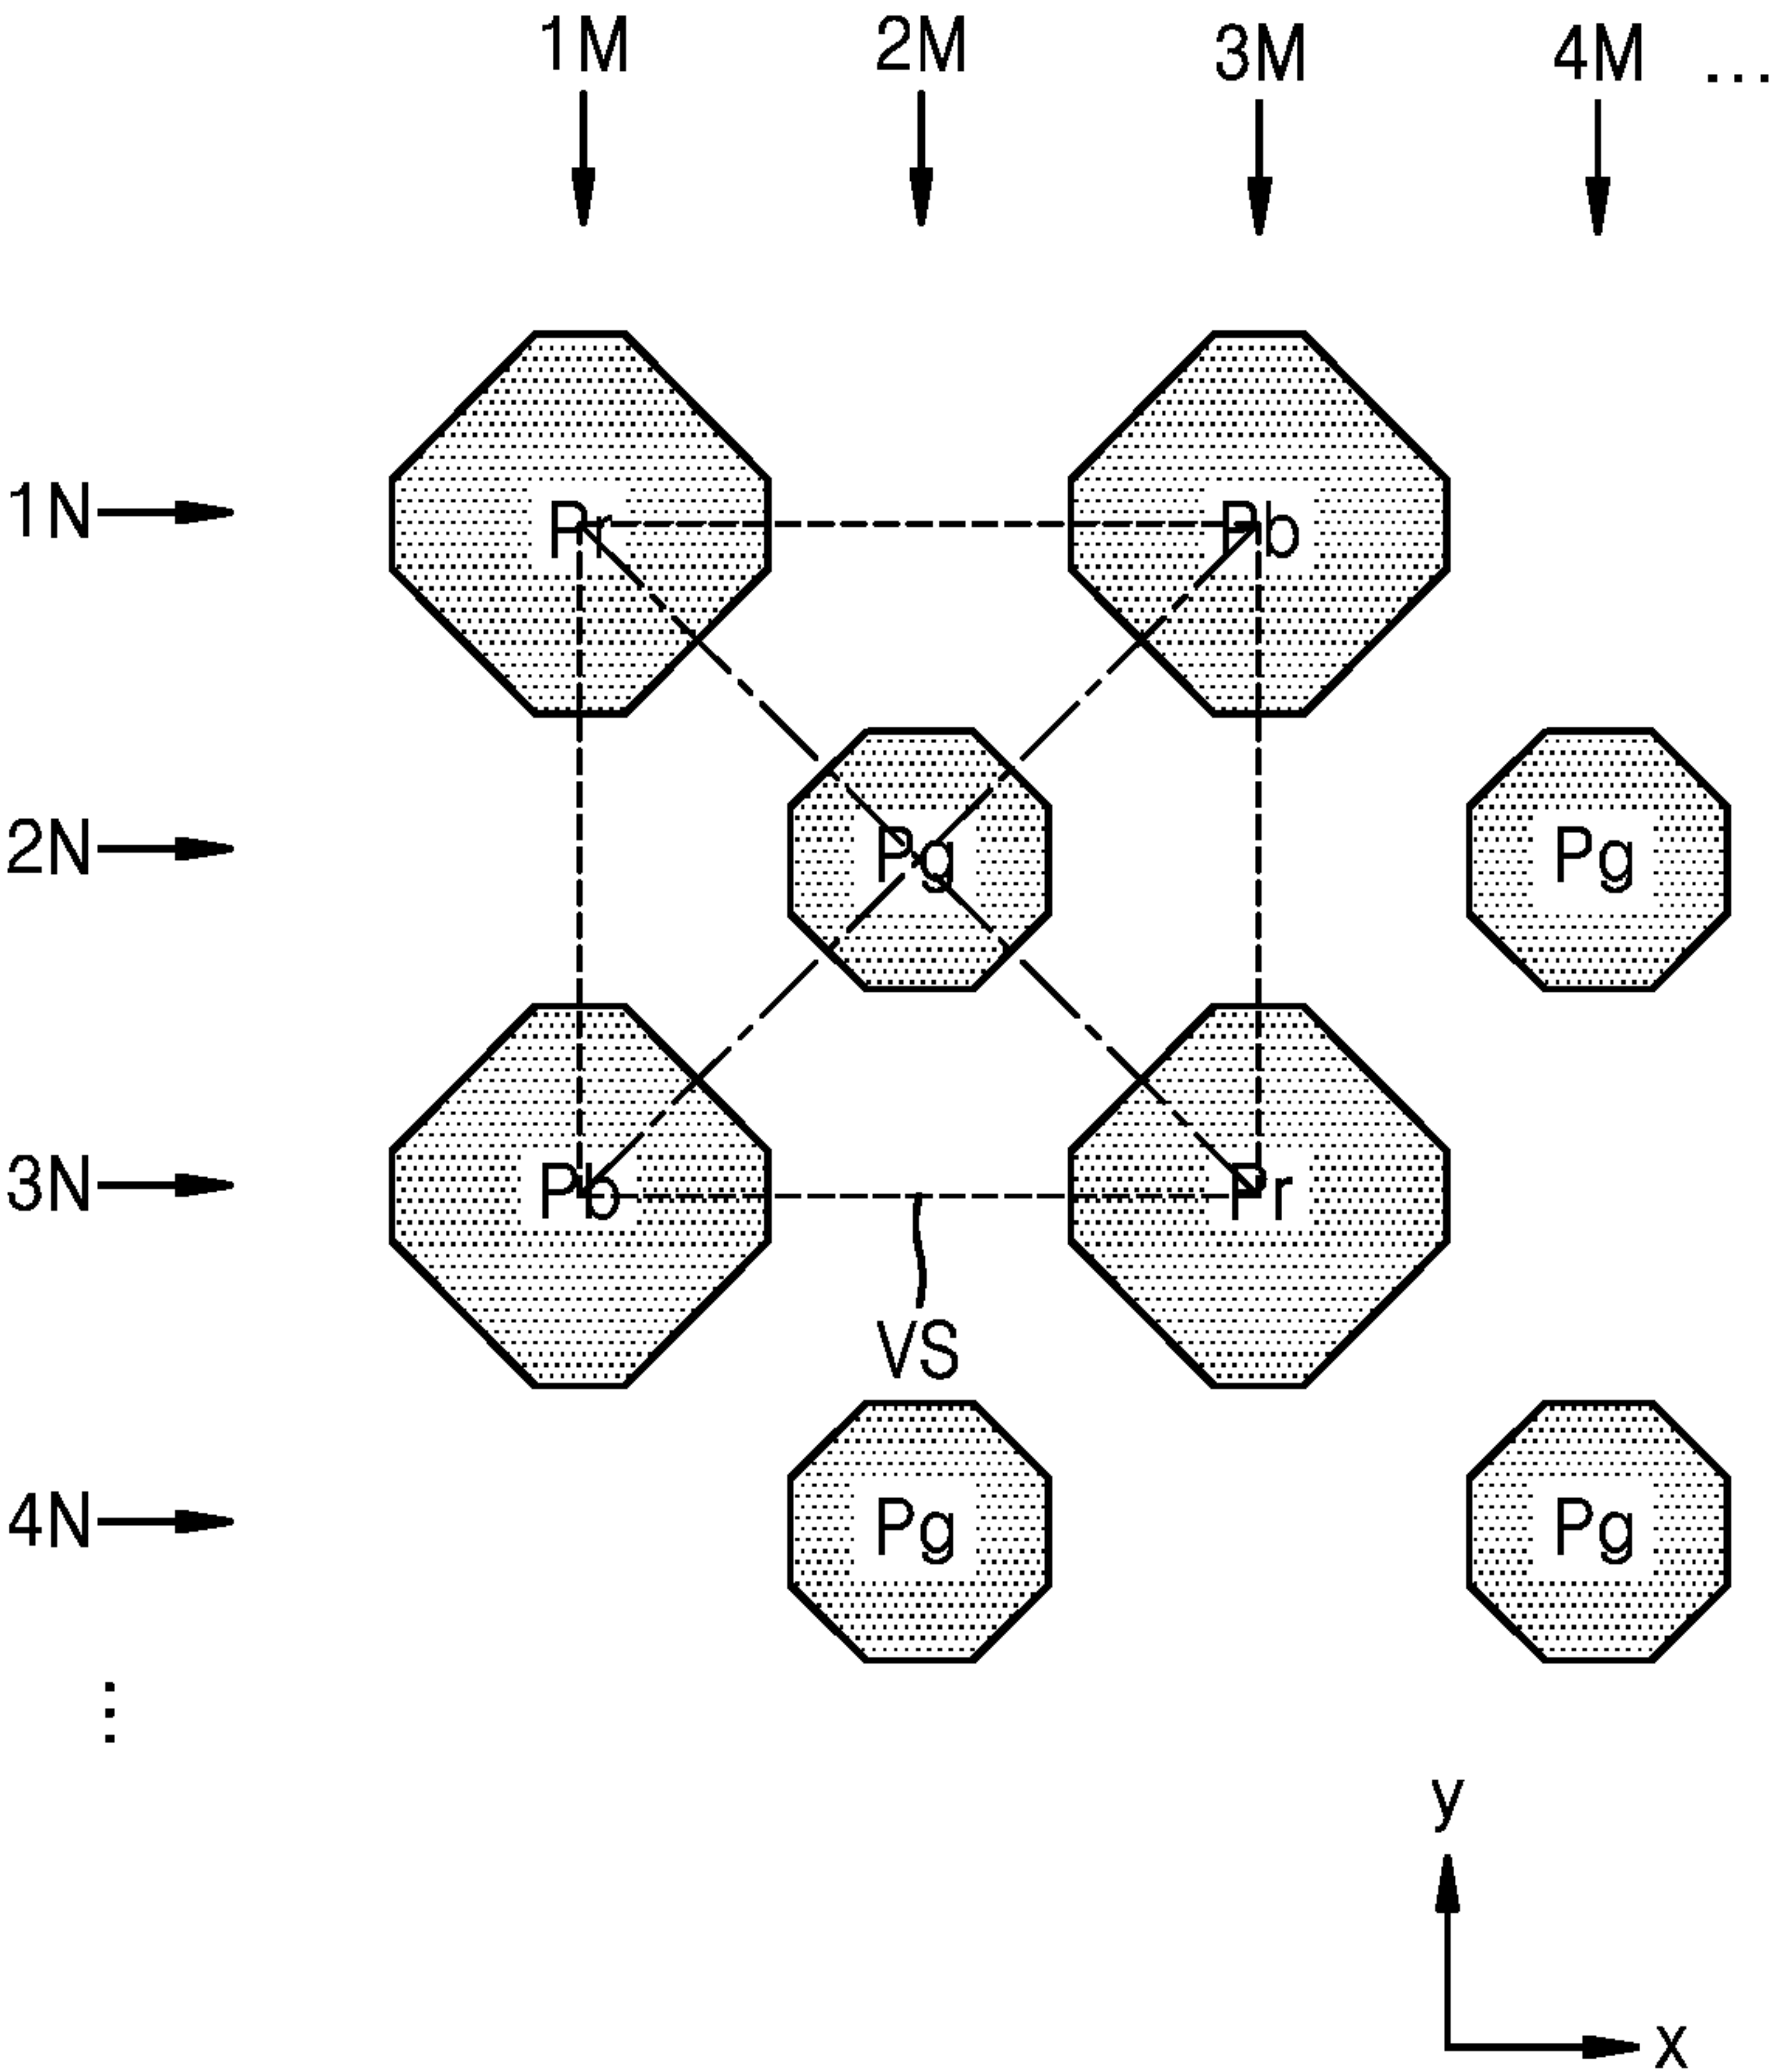 1M 2M 3M 4M ...
1N Pr Pb
2N Pg Pg
3N Pb Pr
VS
4N Pg Pg
⋮
y
x